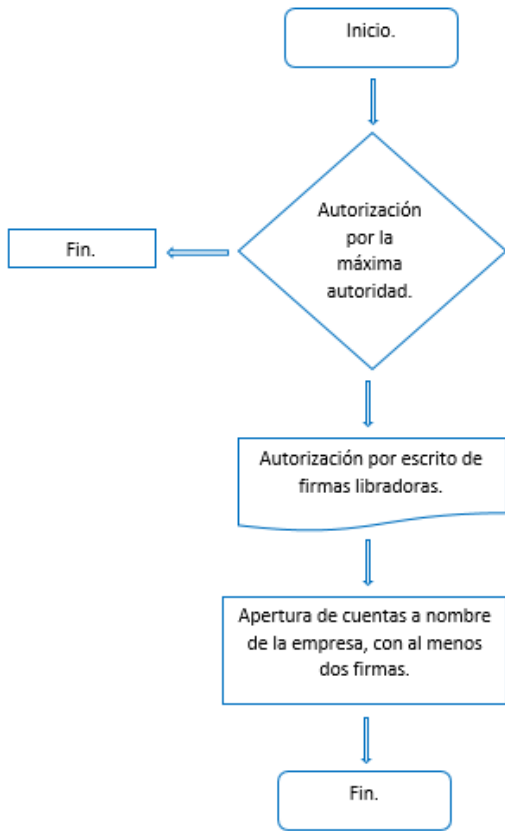 Inicio.
Autorización
por la
máxima
autoridad.
Fin.
Autorización por escrito de
firmas libradoras.
Apertura de cuentas a nombre
de la empresa, con al menos
dos firmas.
Fin.